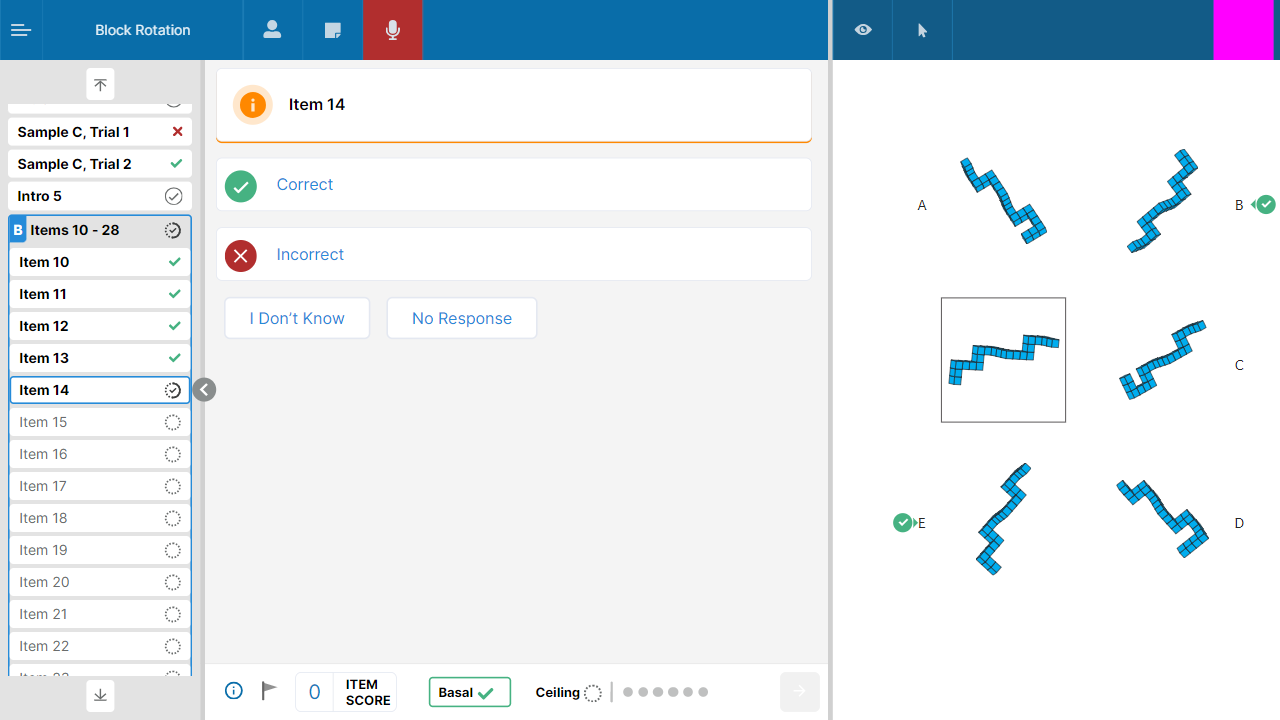 Block Rotation
Sample C, Trial 1
Sample C, Trial 2
Intro 5
B Items 10 - 28
Item 10
Item 11
Item 12
Item 13
Item 14
Item 15
Item 16
Item 17
Item 18
Item 19
Item 20
Item 21
Item 22
Item 14
Correct
Incorrect
I Don’t Know
No Response
0 ITEM SCORE
Basal
Ceiling
A
B
C
E
D